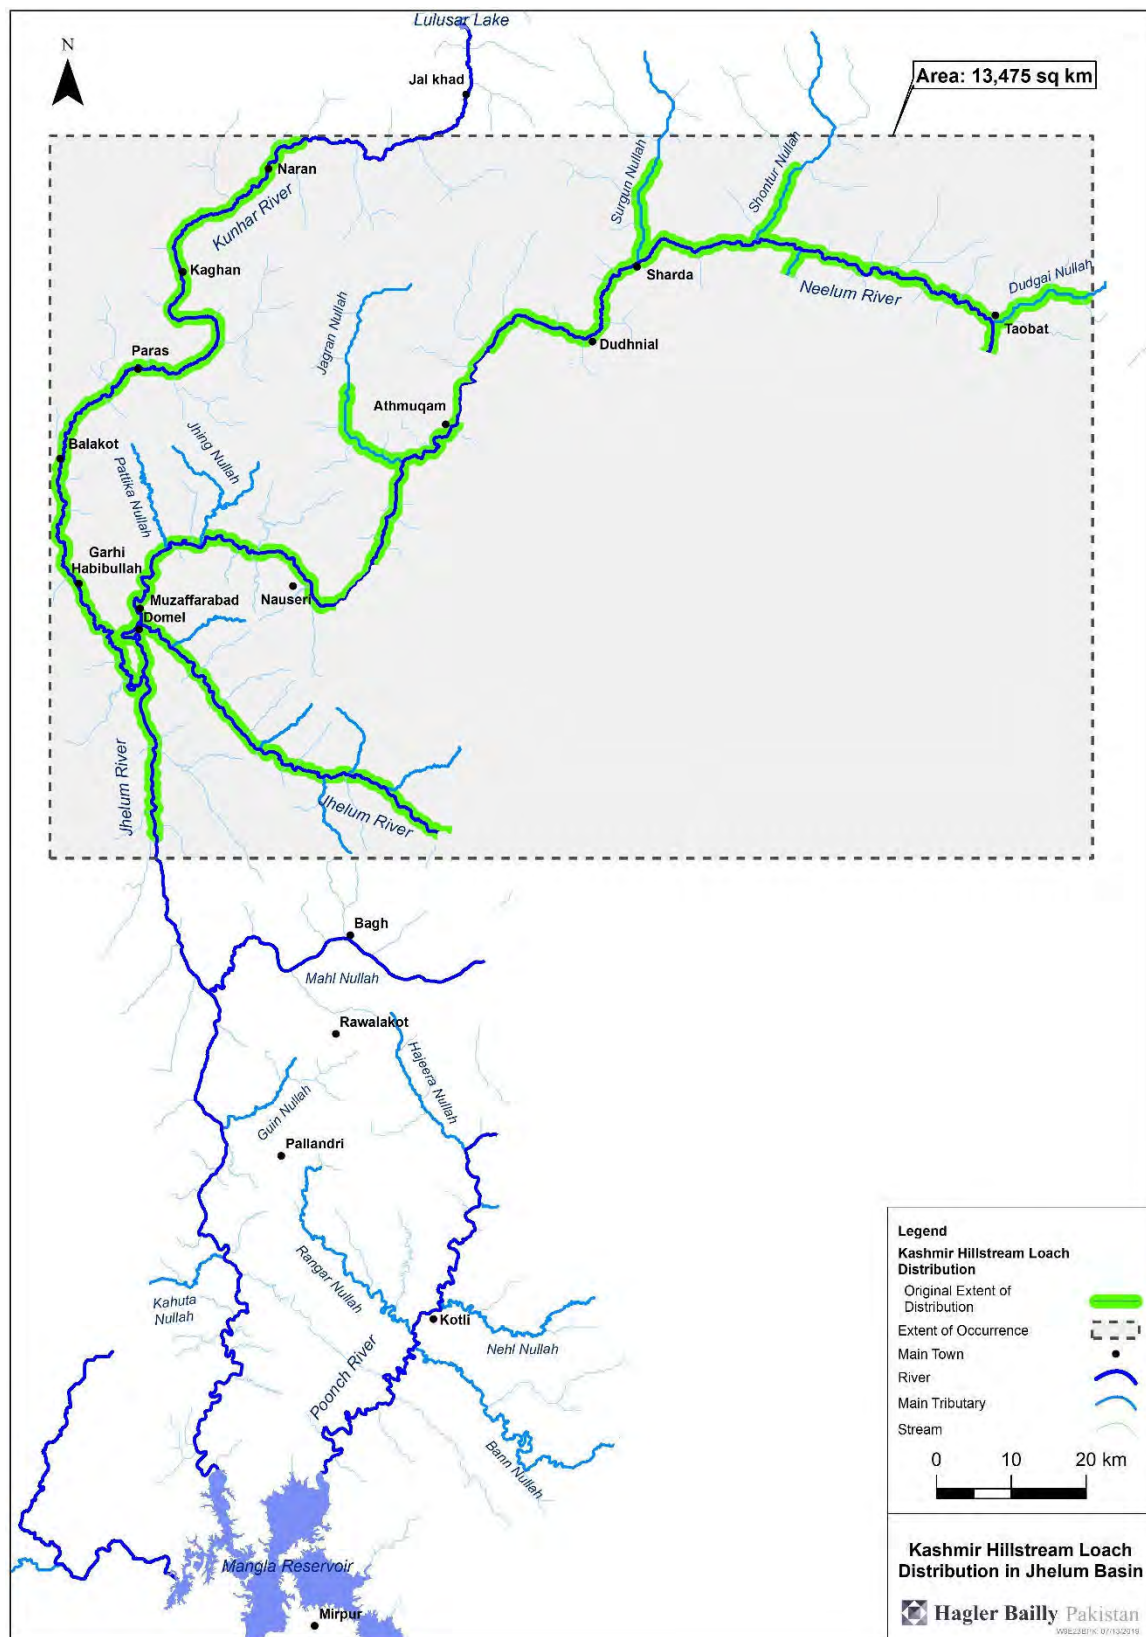 Lulusar Lake
N
Jal khad
Area: 13,475 sq km
Naran
Kunhar River
Surgun Nullah
Shontur Nullah
Kaghan
Sharda
Neelum River
Dudgai Nullah
Taobat
Jagran Nullah
Dudhnial
Paras
Athmuqam
Balakot
Jhing Nullah
Pattika Nullah
Garhi
Habibullah
Nauseri
Muzaffarabad
Domel
Jhelum River
Jhelum River
Bagh
Mahl Nullah
Rawalakot
Hajeera Nullah
Guin Nullah
Pallandri
Rangar Nullah
Kahuta
Nullah
Kotli
Nehl Nullah
Poonch River
Bann Nullah
Mangla Reservoir
Mirpur
Legend
Kashmir Hillstream Loach
Distribution
Original Extent of
Distribution
Extent of Occurrence
Main Town
River
Main Tributary
Stream
0 10 20 km
Kashmir Hillstream Loach
Distribution in Jhelum Basin
Hagler Bailly Pakistan